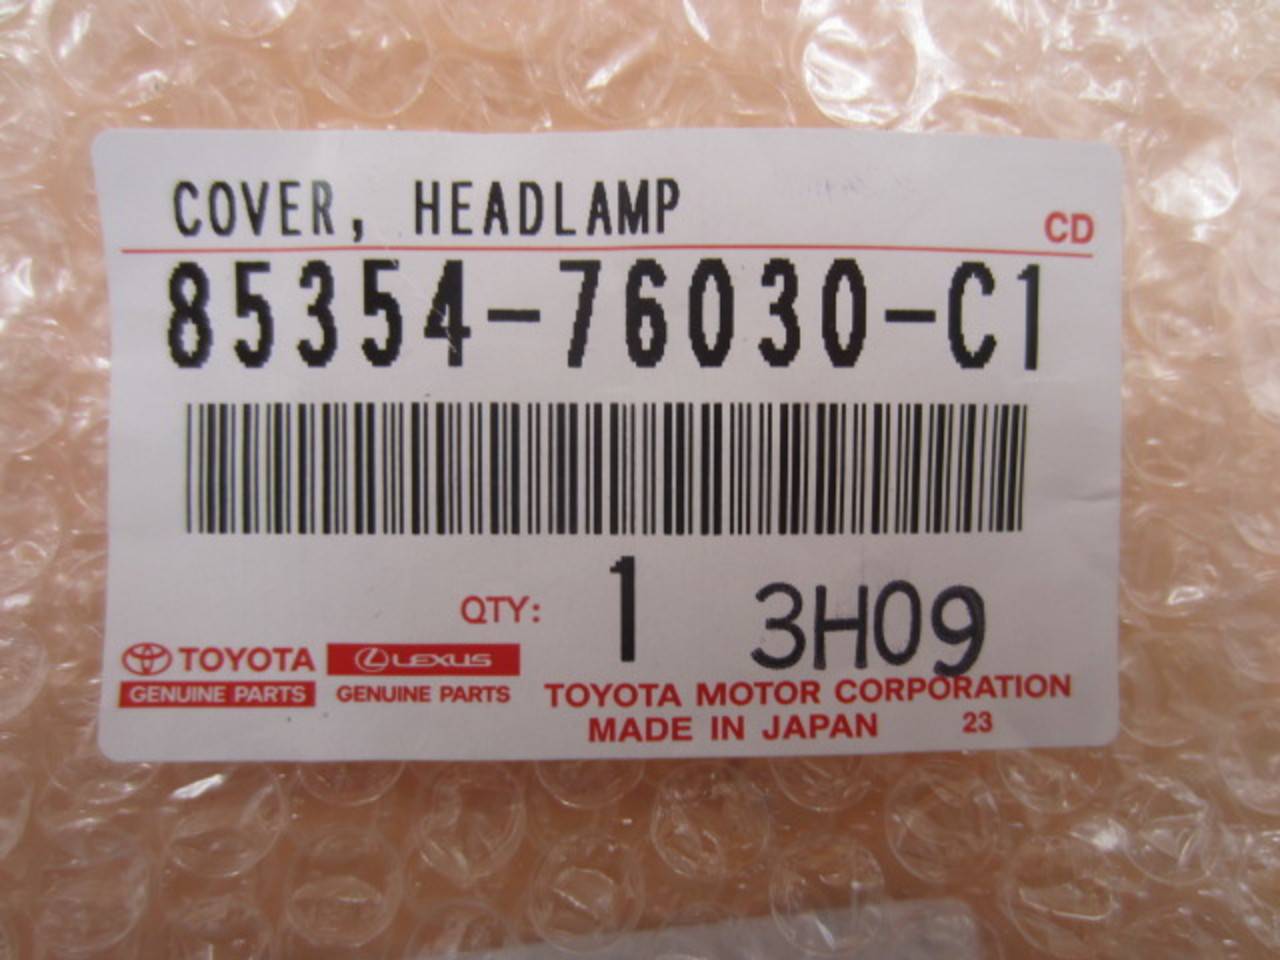 COVER, HEADLAMP
CD
85354-76030-C1
QTY: 1 3H09
TOYOTA LEXUS
GENUINE PARTS GENUINE PARTS
TOYOTA MOTOR CORPORATION
MADE IN JAPAN 23